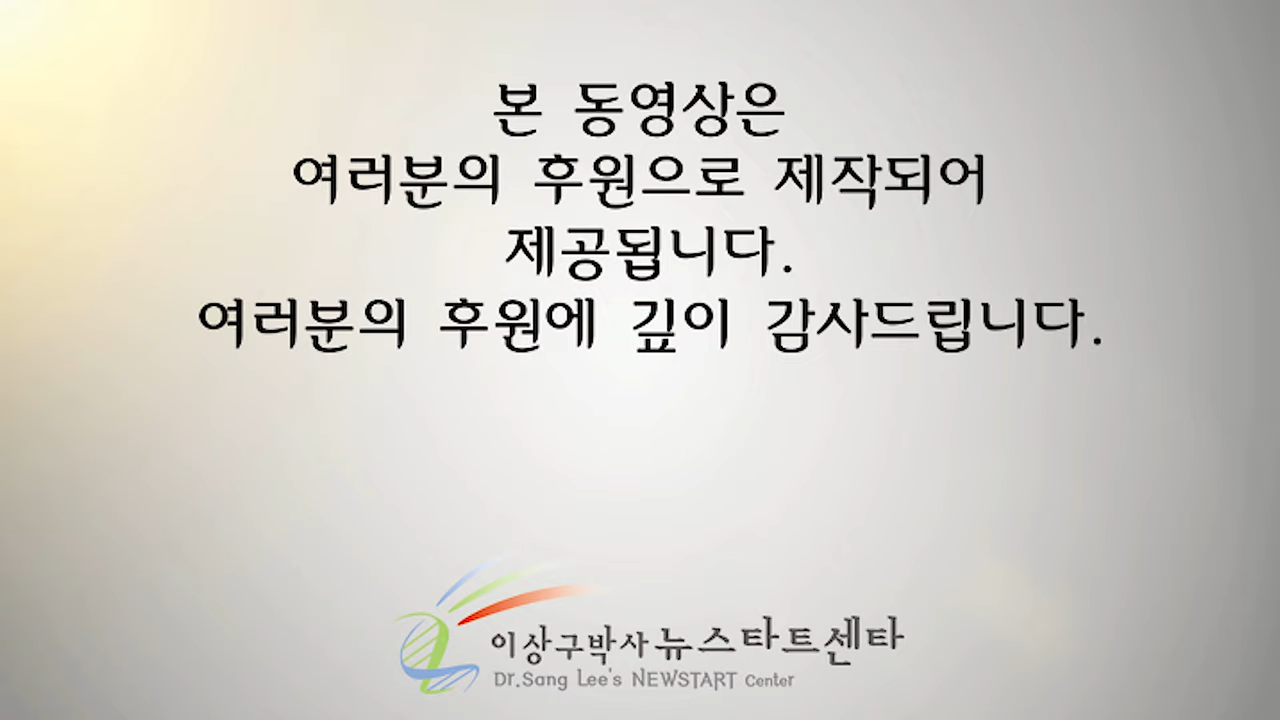 본 동영상은
여러분의 후원으로 제작되어
제공됩니다.
여러분의 후원에 깊이 감사드립니다.
이상구박사 뉴스타트센타
Dr.Sang Lee's NEWSTART Center